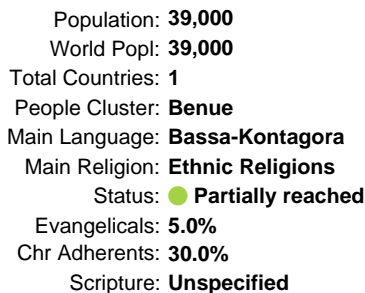 Population: 39,000
World Popl: 39,000
Total Countries: 1
People Cluster: Benue
Main Language: Bassa-Kontagora
Main Religion: Ethnic Religions
Status: Partially reached
Evangelicals: 5.0%
Chr Adherents: 30.0%
Scripture: Unspecified